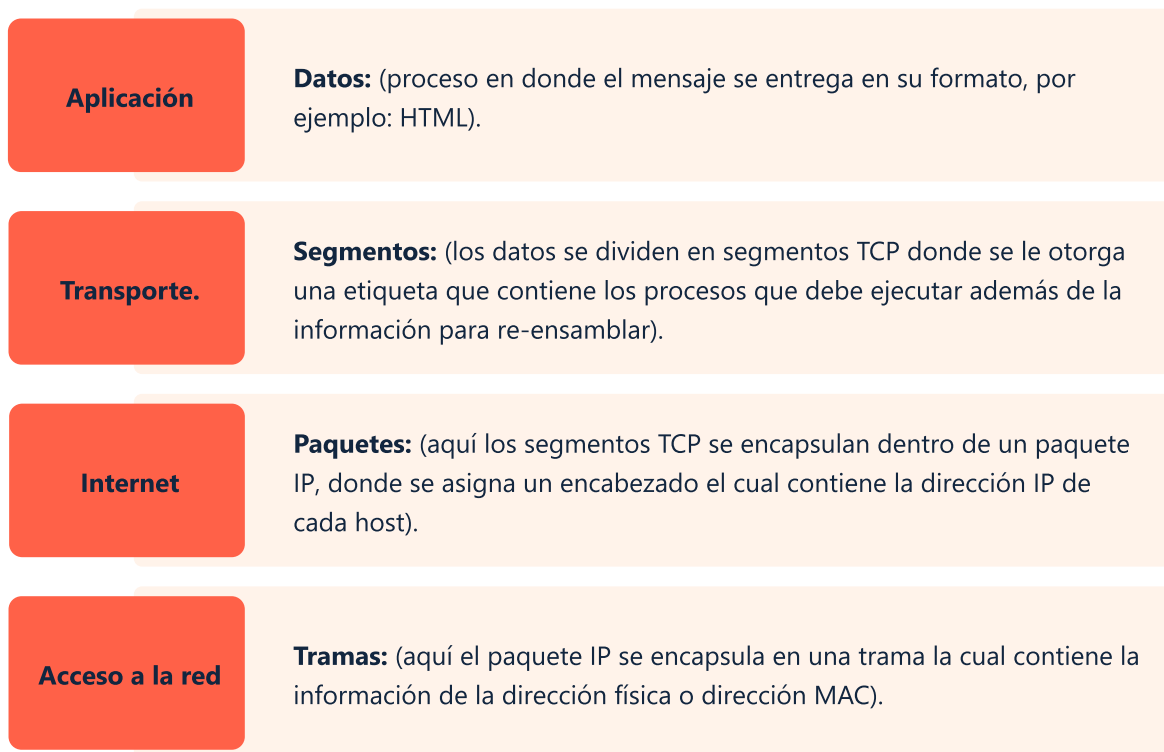 Aplicación
Datos: (proceso en donde el mensaje se entrega en su formato, por
ejemplo: HTML).
Transporte.
Segmentos: (los datos se dividen en segmentos TCP donde se le otorga
una etiqueta que contiene los procesos que debe ejecutar además de la
información para re-ensamblar).
Internet
Paquetes: (aquí los segmentos TCP se encapsulan dentro de un paquete
IP, donde se asigna un encabezado el cual contiene la dirección IP de
cada host).
Acceso a la red
Tramas: (aquí el paquete IP se encapsula en una trama la cual contiene la
información de la dirección física o dirección MAC).